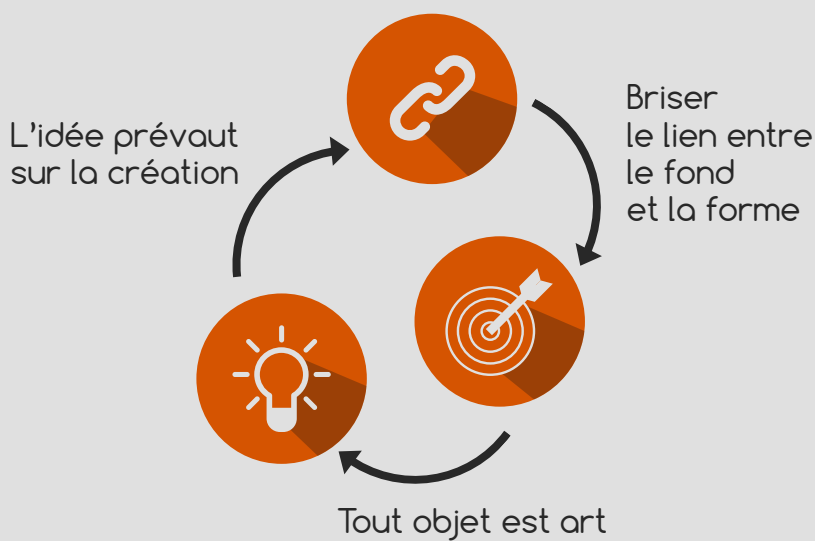 L'idée prévaut
sur la création
Briser
le lien entre
le fond
et la forme
Tout objet est art